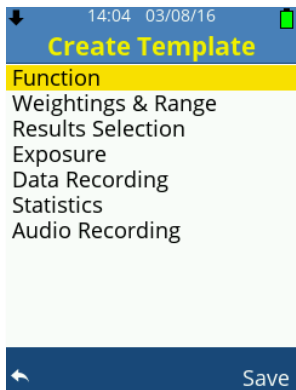 14:04 03/08/16
Create Template
Function
Weightings & Range
Results Selection
Exposure
Data Recording
Statistics
Audio Recording
Save